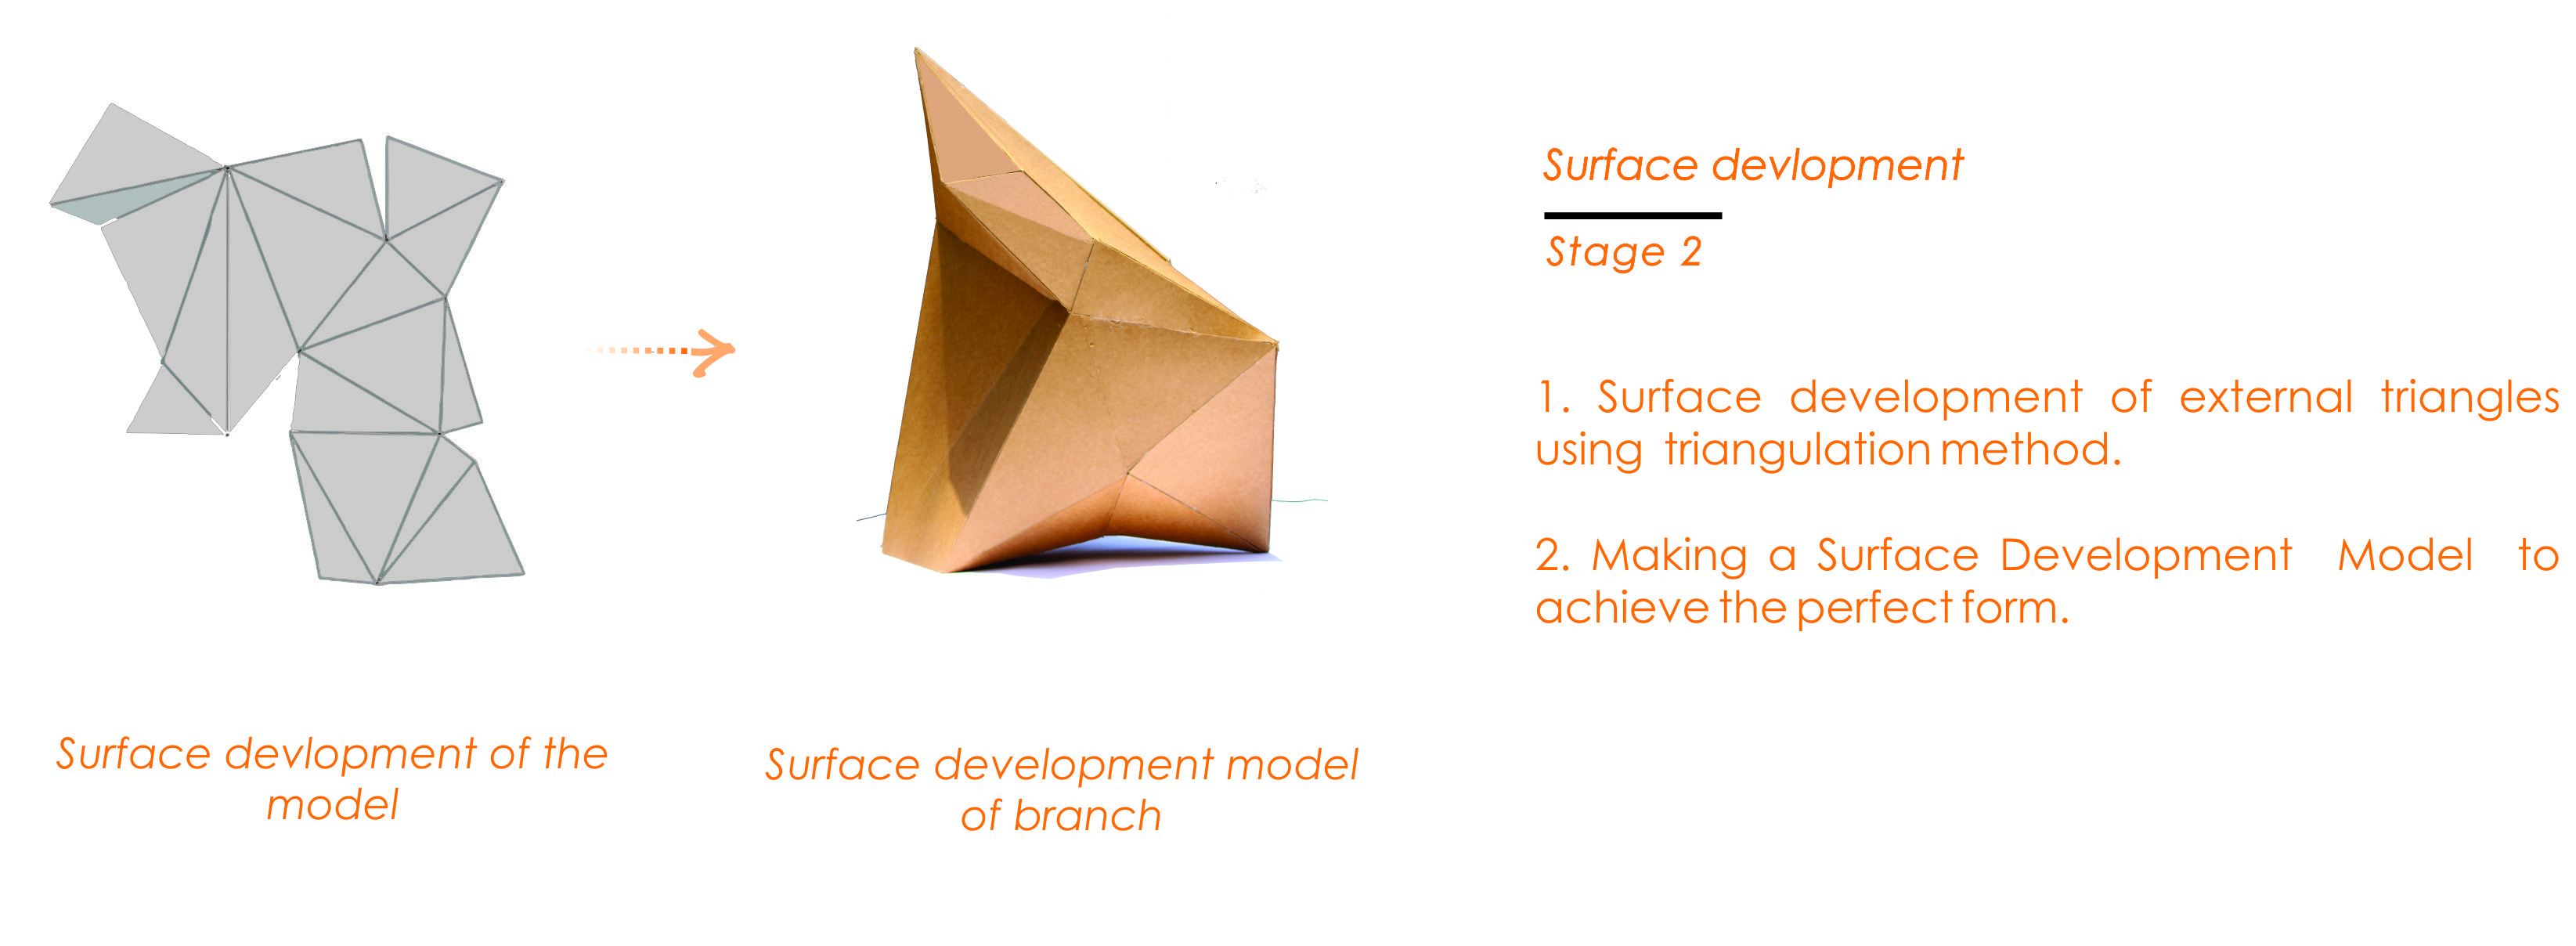 Surface devlopment
Stage 2
1. Surface development of external triangles
using triangulation method.
2. Making a Surface Development Model to
achieve the perfect form.
Surface devlopment of the
model
Surface development model
of branch